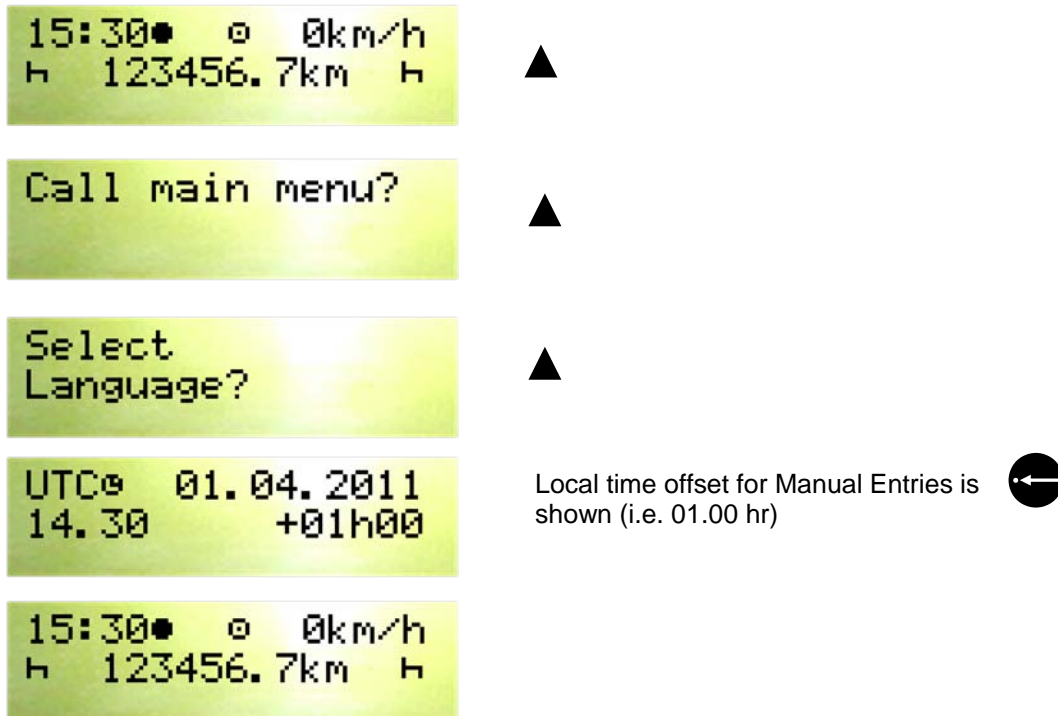 15:30● ⊙ 0km/h
123456.7km
▲
Call main menu?
▲
Select
Language?
▲
UTC 01.04.2011
14.30 +01h00
Local time offset for Manual Entries is
shown (i.e. 01.00 hr)
15:30● ⊙ 0km/h
123456.7km